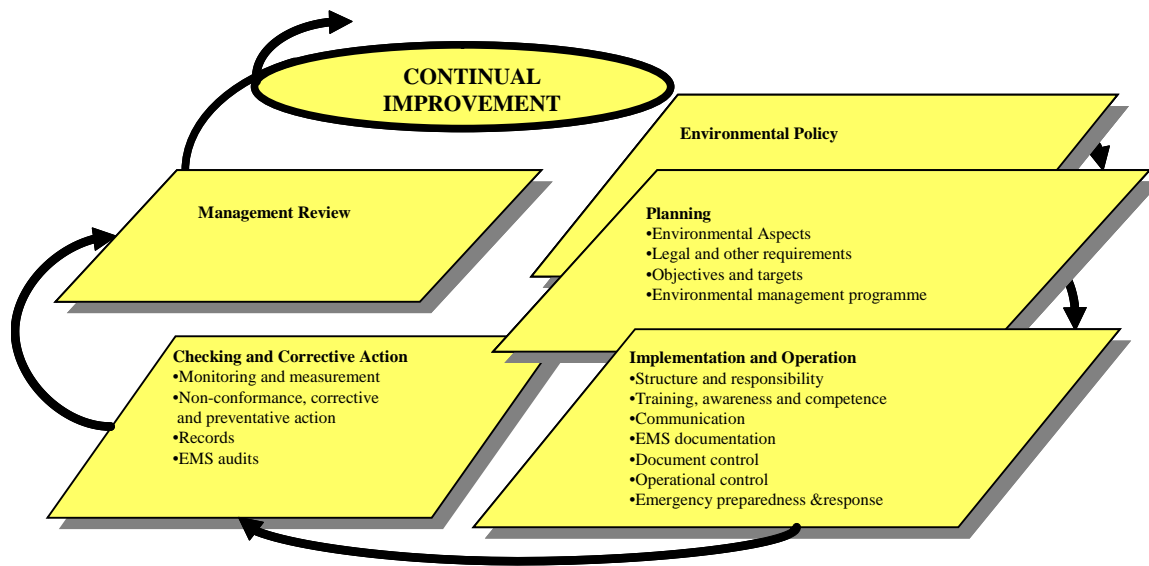 CONTINUAL
IMPROVEMENT
Environmental Policy
Planning
•Environmental Aspects
•Legal and other requirements
•Objectives and targets
•Environmental management programme
Implementation and Operation
•Structure and responsibility
•Training, awareness and competence
•Communication
•EMS documentation
•Document control
•Operational control
•Emergency preparedness &response
Checking and Corrective Action
•Monitoring and measurement
•Non-conformance, corrective
and preventative action
•Records
•EMS audits
Management Review